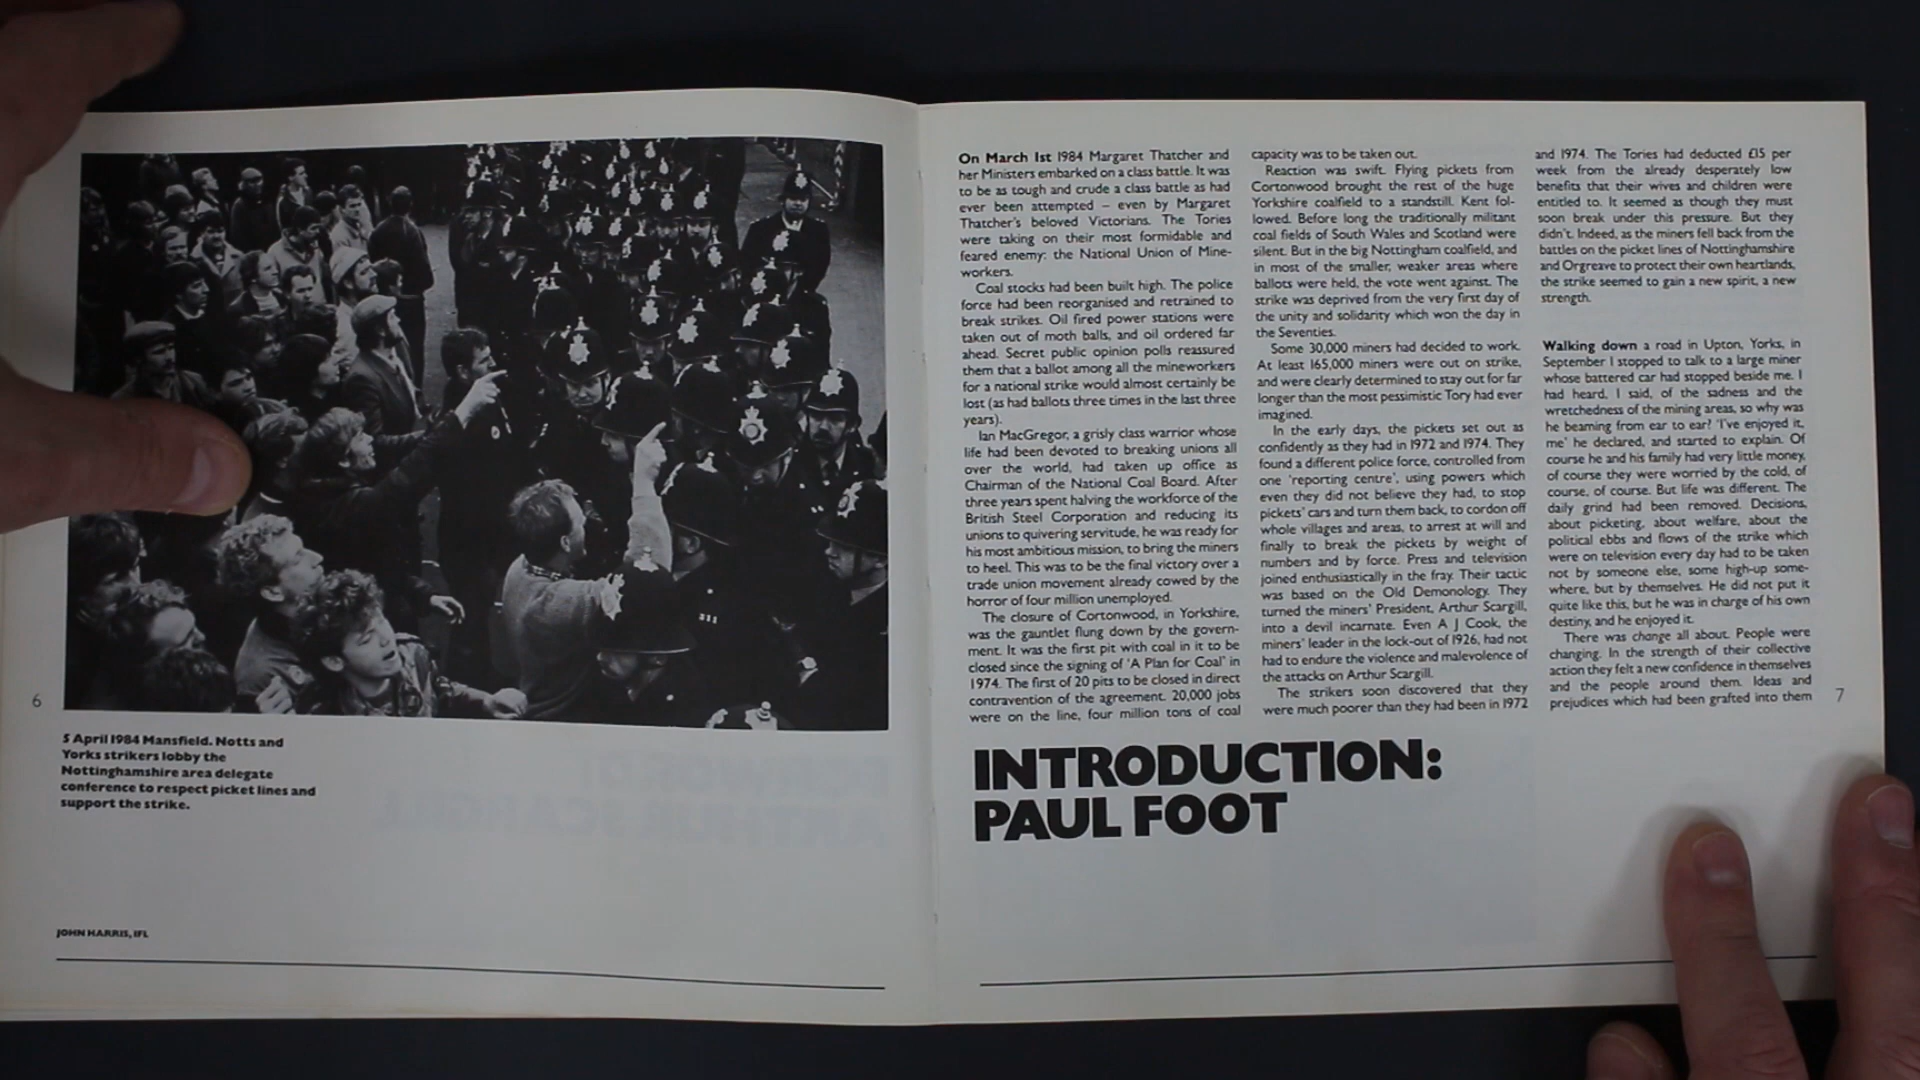 6
5 April 1984 Mansfield. Notts and
Yorks strikers lobby the
Nottinghamshire area delegate
conference to respect picket lines and
support the strike.
JOHN HARRIS, IFL
On March 1st 1984 Margaret Thatcher and
her Ministers embarked on a class battle. It was
to be as tough and crude a class battle as had
ever been attempted – even by Margaret
Thatcher's beloved Victorians. The Tories
were taking on their most formidable and
feared enemy: the National Union of Mine-
workers.
Coal stocks had been built high. The police
force had been reorganised and retrained to
break strikes. Oil fired power stations were
taken out of moth balls, and oil ordered far
ahead. Secret public opinion polls reassured
them that a ballot among all the mineworkers
for a national strike would almost certainly be
lost (as had ballots three times in the last three
years).
Ian MacGregor, a grisly class warrior whose
life had been devoted to breaking unions all
over the world, had taken up office as
Chairman of the National Coal Board. After
three years spent halving the workforce of the
British Steel Corporation and reducing its
unions to quivering servitude, he was ready for
his most ambitious mission, to bring the miners
to heel. This was to be the final victory over a
trade union movement already cowed by the
horror of four million unemployed.
The closure of Cortonwood, in Yorkshire,
was the gauntlet flung down by the govern-
ment. It was the first pit with coal in it to be
closed since the signing of 'A Plan for Coal' in
1974. The first of 20 pits to be closed in direct
contravention of the agreement. 20,000 jobs
were on the line, four million tons of coal
capacity was to be taken out.
Reaction was swift. Flying pickets from
Cortonwood brought the rest of the huge
Yorkshire coalfield to a standstill. Kent fol-
lowed. Before long the traditionally militant
coal fields of South Wales and Scotland were
silent. But in the big Nottingham coalfield, and
in most of the smaller, weaker areas where
ballots were held, the vote went against. The
strike was deprived from the very first day of
the unity and solidarity which won the day in
the Seventies.
Some 30,000 miners had decided to work.
At least 165,000 miners were out on strike,
and were clearly determined to stay out for far
longer than the most pessimistic Tory had ever
imagined.
In the early days, the pickets set out as
confidently as they had in 1972 and 1974. They
found a different police force, controlled from
one 'reporting centre', using powers which
even they did not believe they had, to stop
pickets' cars and turn them back, to cordon off
whole villages and areas, to arrest at will and
finally to break the pickets by weight of
numbers and by force. Press and television
joined enthusiastically in the fray. Their tactic
was based on the Old Demonology. They
turned the miners' President, Arthur Scargill,
into a devil incarnate. Even A J Cook, the
miners' leader in the lock-out of 1926, had not
had to endure the violence and malevolence of
the attacks on Arthur Scargill.
The strikers soon discovered that they
were much poorer than they had been in 1972
and 1974. The Tories had deducted £15 per
week from the already desperately low
benefits that their wives and children were
entitled to. It seemed as though they must
soon break under this pressure. But they
didn't. Indeed, as the miners fell back from the
battles on the picket lines of Nottinghamshire
and Orgreave to protect their own heartlands,
the strike seemed to gain a new spirit, a new
strength.
Walking down a road in Upton, Yorks, in
September I stopped to talk to a large miner
whose battered car had stopped beside me. I
had heard, I said, of the sadness and the
wretchedness of the mining areas, so why was
he beaming from ear to ear? 'I've enjoyed it,
me' he declared, and started to explain. Of
course he and his family had very little money,
of course they were worried by the cold, of
course, of course. But life was different. The
daily grind had been removed. Decisions,
about picketing, about welfare, about the
political ebbs and flows of the strike which
were on television every day had to be taken
not by someone else, some high-up some-
where, but by themselves. He did not put it
quite like this, but he was in charge of his own
destiny, and he enjoyed it.
There was change all about. People were
changing. In the strength of their collective
action they felt a new confidence in themselves
and the people around them. Ideas and
prejudices which had been grafted into them
7
INTRODUCTION:
PAUL FOOT
311